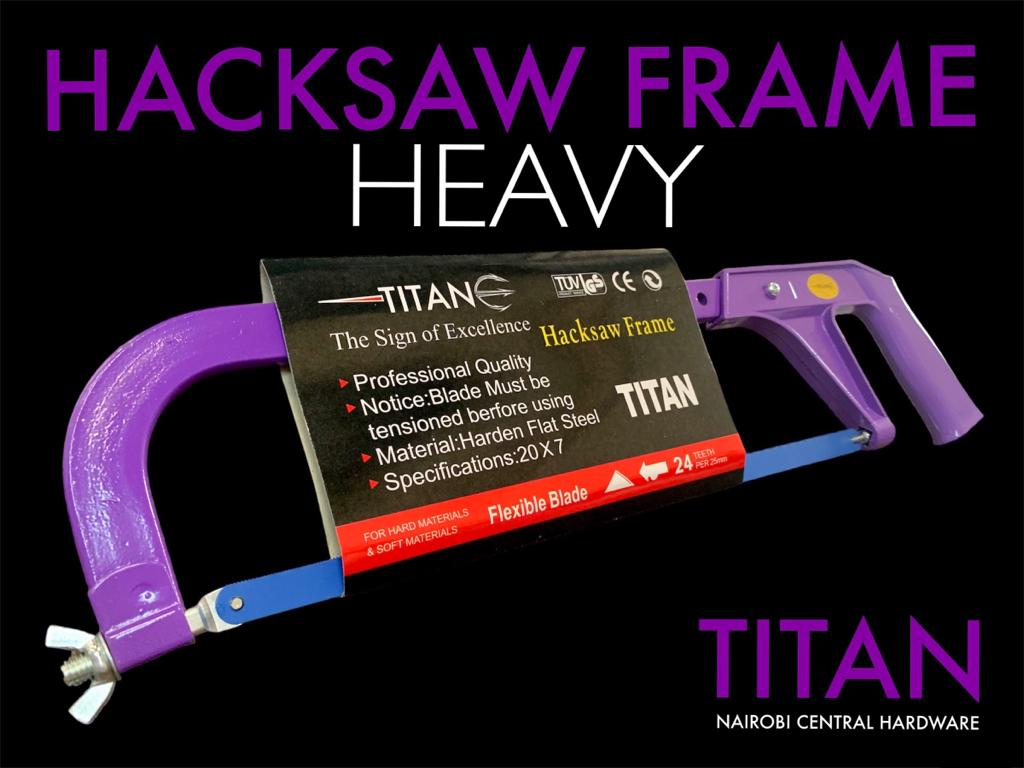 HACKSAW FRAME
HEAVY
TITAN
The Sign of Excellence
TUV GS
CE
Hacksaw Frame
Professional Quality
Notice:Blade Must be
tensioned berfore using
Material:Harden Flat Steel
Specifications:20X7
TITAN
FOR HARD MATERIALS
& SOFT MATERIALS
Flexible Blade
24 TEETH
PER 25mm
TITAN
NAIROBI CENTRAL HARDWARE